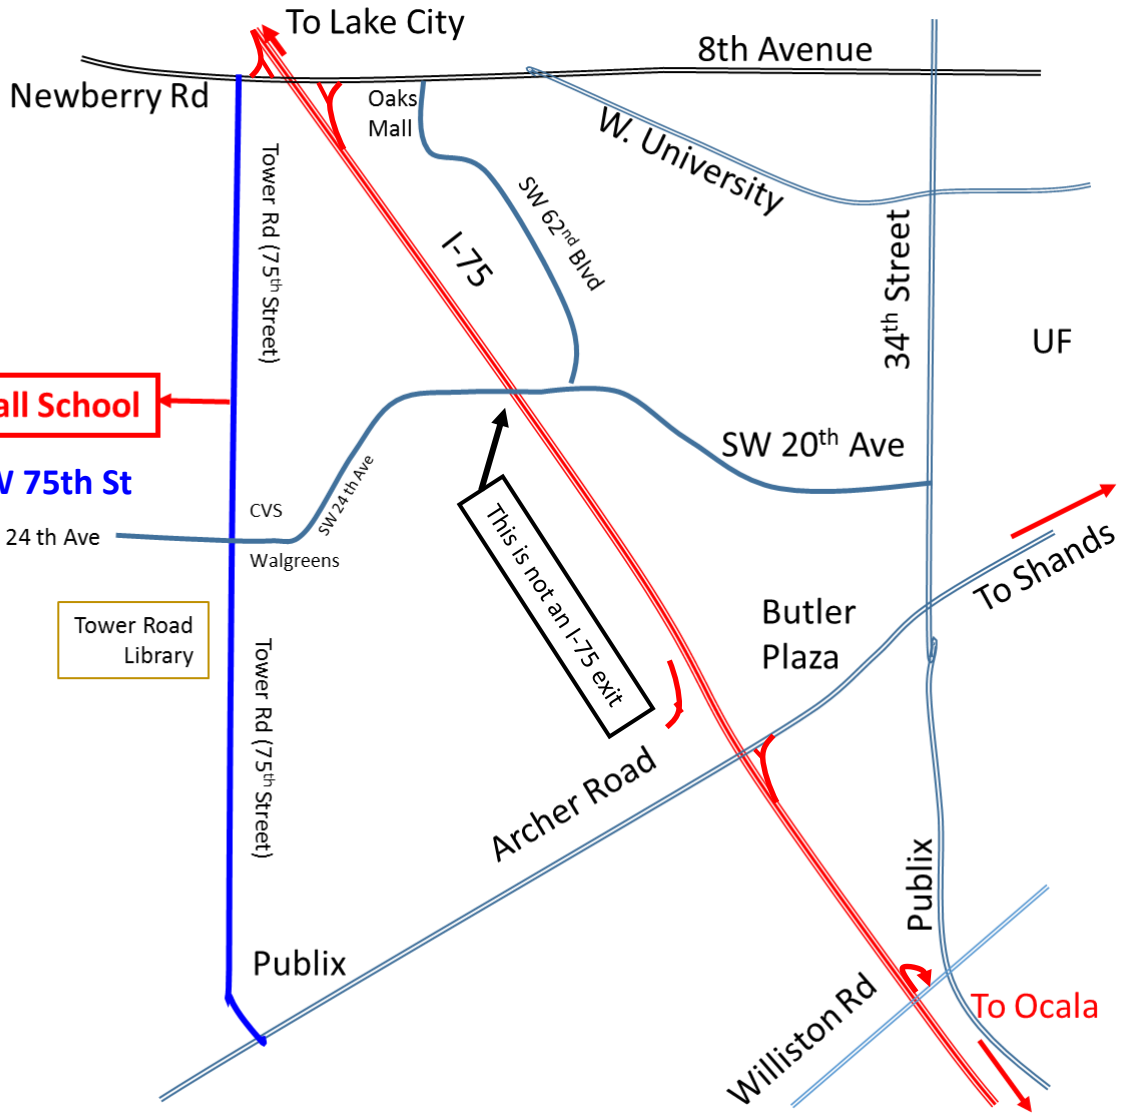 To Lake City
8th Avenue
Newberry Rd
Oaks
Mall
W. University
Tower Rd (75th Street)
SW 62nd Blvd
I-75
34th Street
UF
all School
SW 20th Ave
75th St
SW 24 th Ave
CVS
24 th Ave
Walgreens
This is not an I-75 exit
To Shands
Butler
Plaza
Tower Road
Library
Tower Rd (75th Street)
Archer Road
Publix
Publix
Williston Rd
To Ocala